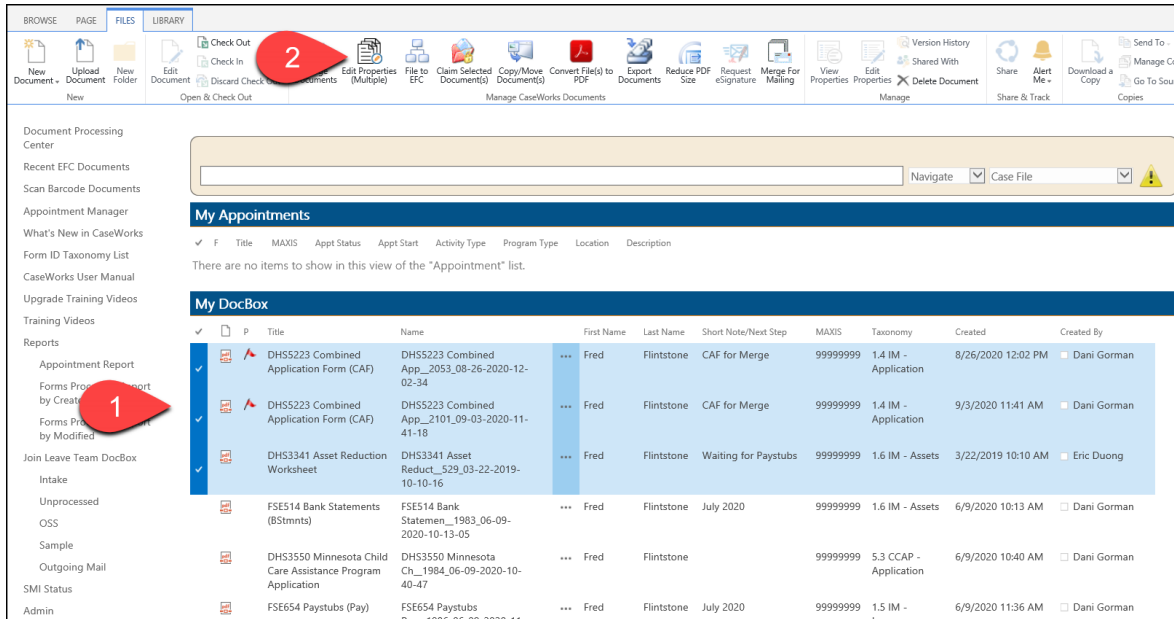 BROWSE PAGE FILES LIBRARY
New Document
Upload Document
New Folder
New
Edit Document
Check Out
Check In
Discard Check
Open & Check Out
2
Edit Properties (Multiple)
File to EFC
Claim Selected Document(s)
Copy/Move Document(s)
Convert File(s) to PDF
Export Documents
Reduce PDF Size
Request eSignature
Merge For Mailing
Manage CaseWorks Documents
View Properties
Edit Properties
Version History
Shared With
Delete Document
Manage
Share
Alert Me
Share & Track
Download a Copy
Send To
Manage
Go To
Copies
Document Processing
Center
Recent EFC Documents
Scan Barcode Documents
Appointment Manager
What's New in CaseWorks
Form ID Taxonomy List
CaseWorks User Manual
Upgrade Training Videos
Training Videos
Reports
Appointment Report
Forms
by
Forms
by Modified
Join Leave Team DocBox
Intake
Unprocessed
OSS
Sample
Outgoing Mail
SMI Status
Admin
1
Navigate Case File
My Appointments
F Title MAXIS Appt Status Appt Start Activity Type Program Type Location Description
There are no items to show in this view of the "Appointment" list.
My DocBox
P Title Name First Name Last Name Short Note/Next Step MAXIS Taxonomy Created Created By
DHS5223 Combined DHS5223 Combined ... Fred Flintstone CAF for Merge 99999999 1.4 IM - 8/26/2020 12:02 PM Dani Gorman
Application Form (CAF) App__2053_08-26-2020-12- Application
02-34
DHS5223 Combined DHS5223 Combined ... Fred Flintstone CAF for Merge 99999999 1.4 IM - 9/3/2020 11:41 AM Dani Gorman
Application Form (CAF) App__2101_09-03-2020-11- Application
41-18
DHS3341 Asset Reduction DHS3341 Asset ... Fred Flintstone Waiting for Paystubs 99999999 1.6 IM - Assets 3/22/2019 10:10 AM Eric Duong
Worksheet Reduct__529_03-22-2019-
10-10-16
FSE514 Bank Statements FSE514 Bank ... Fred Flintstone July 2020 99999999 1.6 IM - Assets 6/9/2020 10:13 AM Dani Gorman
(BStmnts) Statemen__1983_06-09-
2020-10-13-05
DHS3550 Minnesota Child DHS3550 Minnesota ... Fred Flintstone 99999999 5.3 CCAP - 6/9/2020 10:40 AM Dani Gorman
Care Assistance Program Ch__1984_06-09-2020-10- Application
Application 40-47
FSE654 Paystubs (Pay) FSE654 Paystubs ... Fred Flintstone July 2020 99999999 1.5 IM - 6/9/2020 11:36 AM Dani Gorman